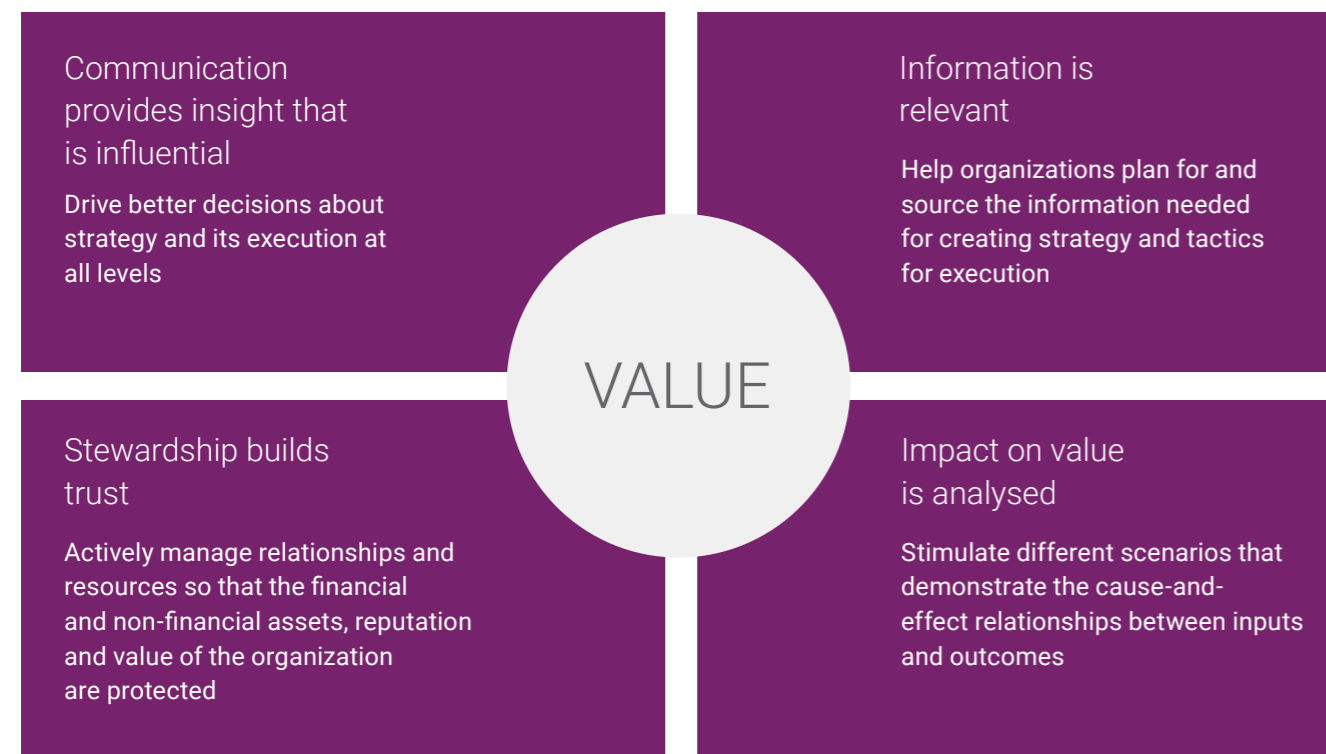 Communication
provides insight that
is influential
Drive better decisions about
strategy and its execution at
all levels
Information is
relevant
Help organizations plan for and
source the information needed
for creating strategy and tactics
for execution
VALUE
Stewardship builds
trust
Actively manage relationships and
resources so that the financial
and non-financial assets, reputation
and value of the organization
are protected
Impact on value
is analysed
Stimulate different scenarios that
demonstrate the cause-and-
effect relationships between inputs
and outcomes